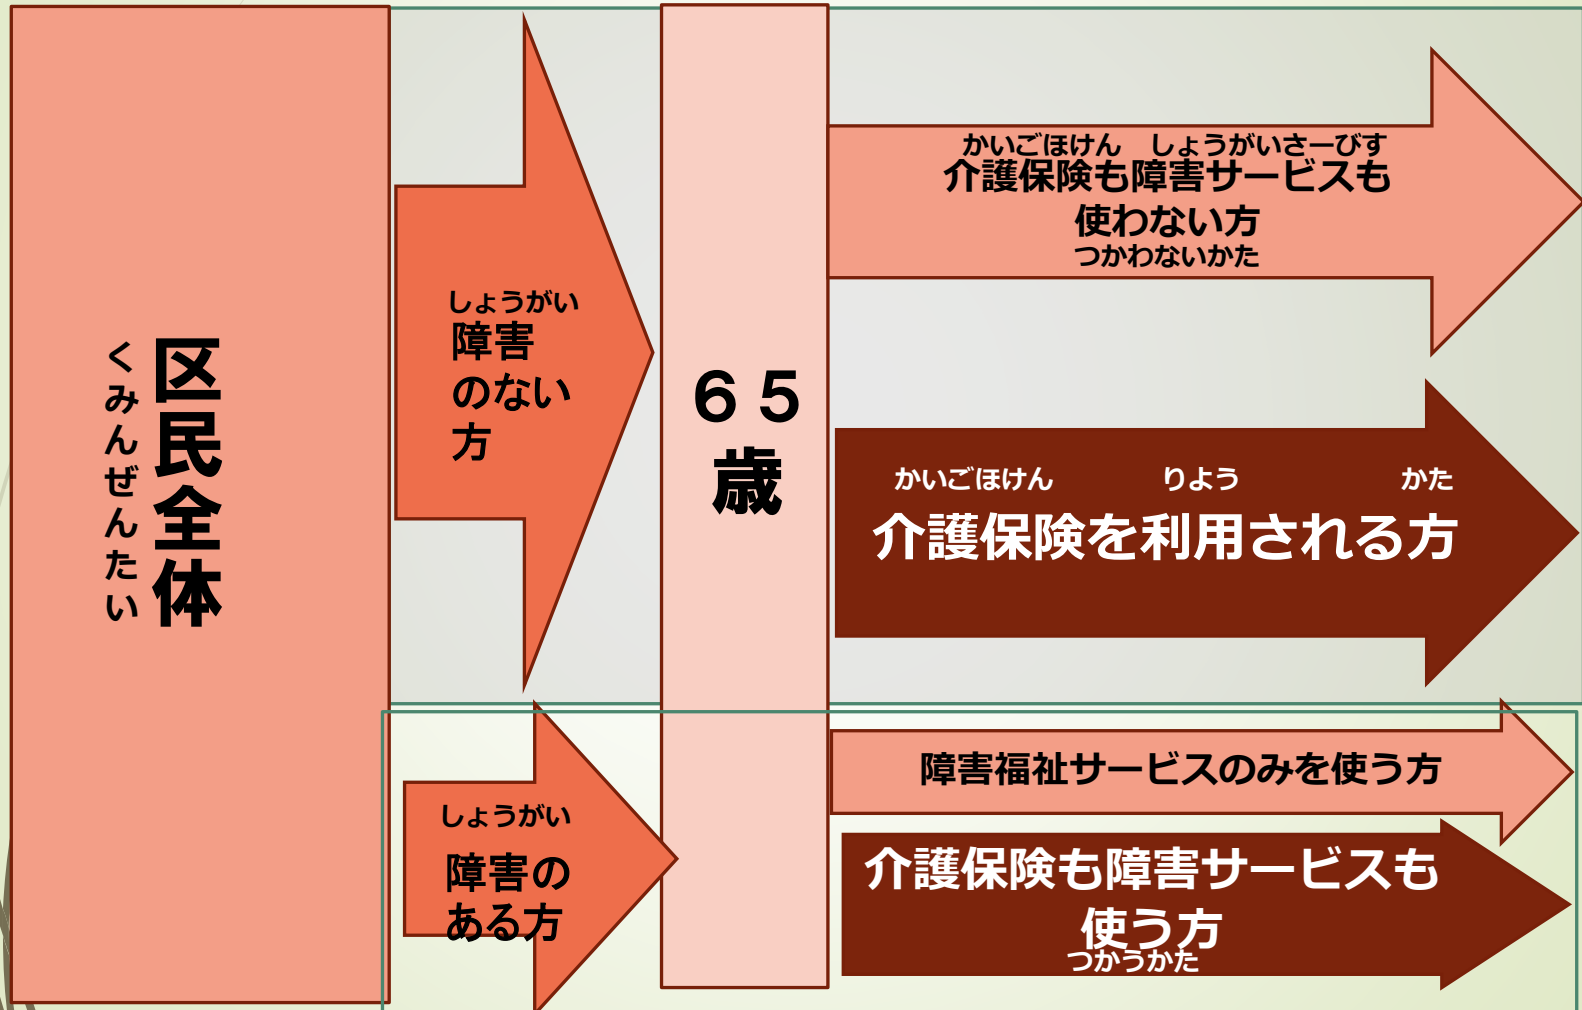 区民全体
くみんぜんたい
しょうがい
障害
のない
方
しょうがい
障害の
ある方
６５
歳
かいごほけん　しょうがいさーびす
介護保険も障害サービスも
使わない方
つかわないかた
かいごほけん　りよう　かた
介護保険を利用される方
障害福祉サービスのみを使う方
介護保険も障害サービスも
使う方
つかうかた